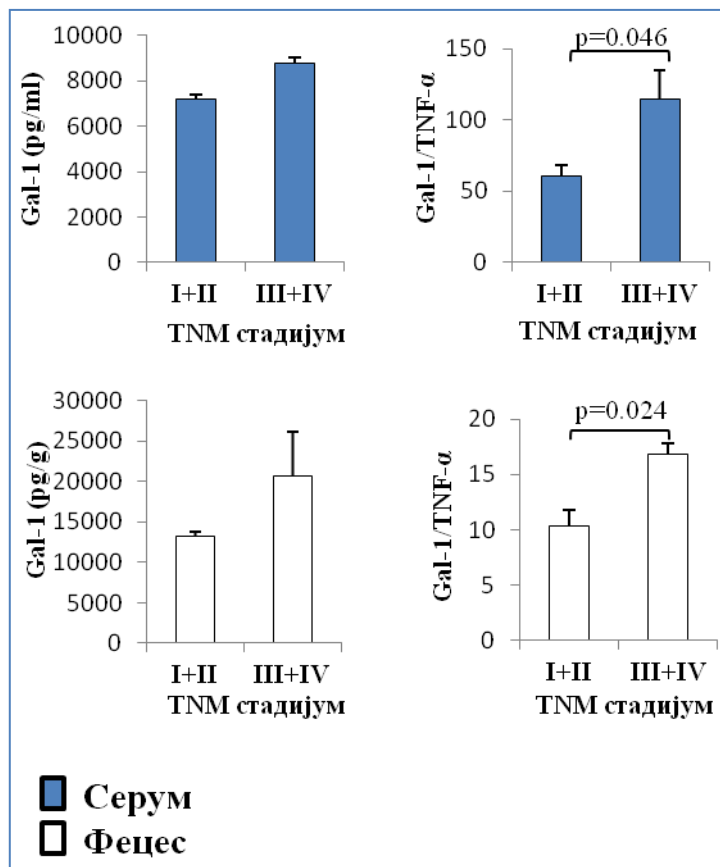 Gal-1 (pg/ml)
10000
8000
6000
4000
2000
0
I+II III+IV
TNM стадијум
Gal-1/TNF-α
150
100
50
0
p=0.046
I+II III+IV
TNM стадијум
Gal-1 (pg/g)
30000
25000
20000
15000
10000
5000
0
I+II III+IV
TNM стадијум
Gal-1/TNF-α
20
15
10
5
0
p=0.024
I+II III+IV
TNM стадијум
Серум
Фецес